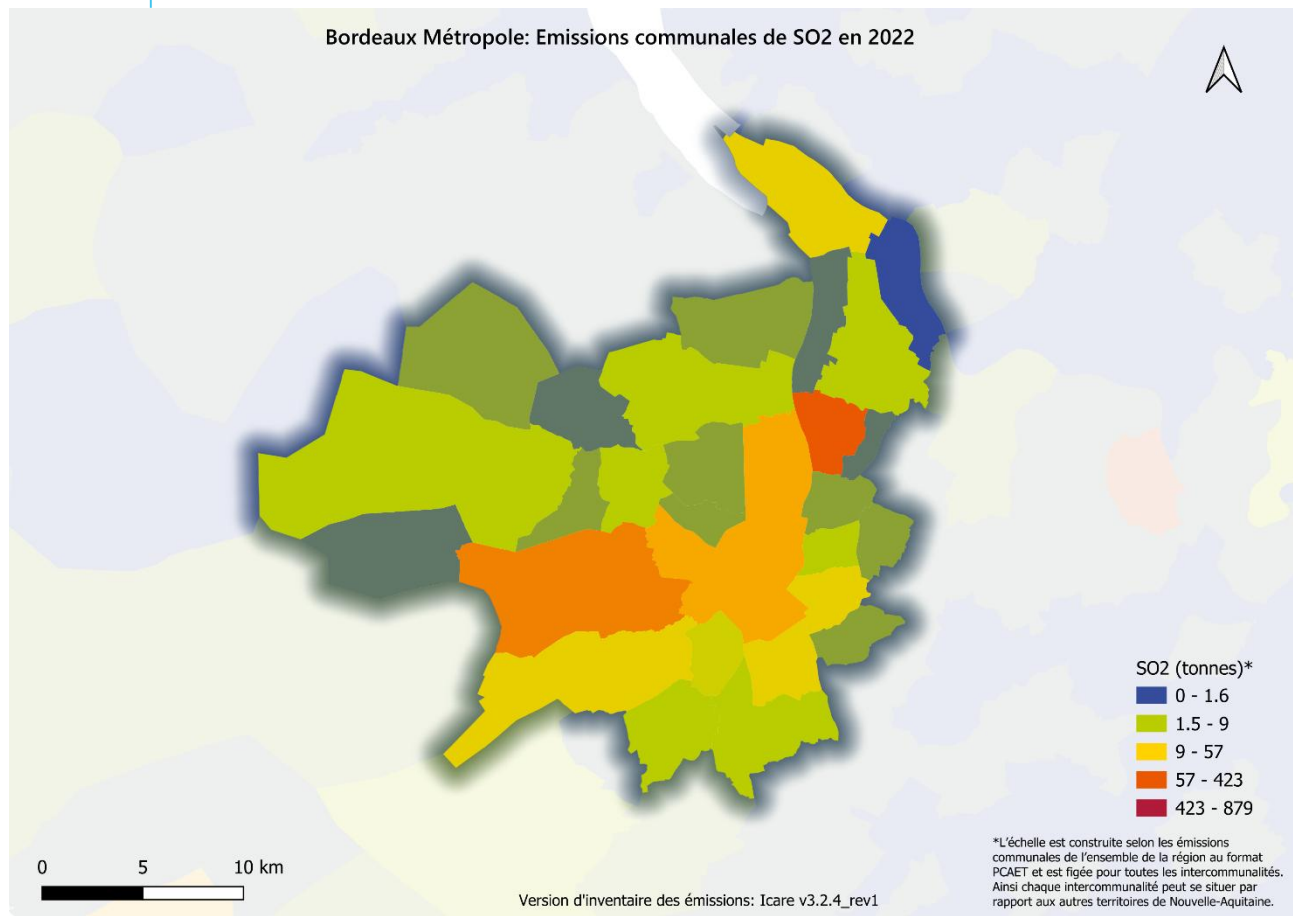 Bordeaux Métropole: Emissions communales de SO2 en 2022
SO2 (tonnes)*
0 - 1.6
1.5 - 9
9 - 57
57 - 423
423 - 879
0 5 10 km
Version d'inventaire des émissions: Icare v3.2.4_rev1
*L'échelle est construite selon les émissions
communales de l'ensemble de la région au format
PCAET et est figée pour toutes les intercommunalités.
Ainsi chaque intercommunalité peut se situer par
rapport aux autres territoires de Nouvelle-Aquitaine.